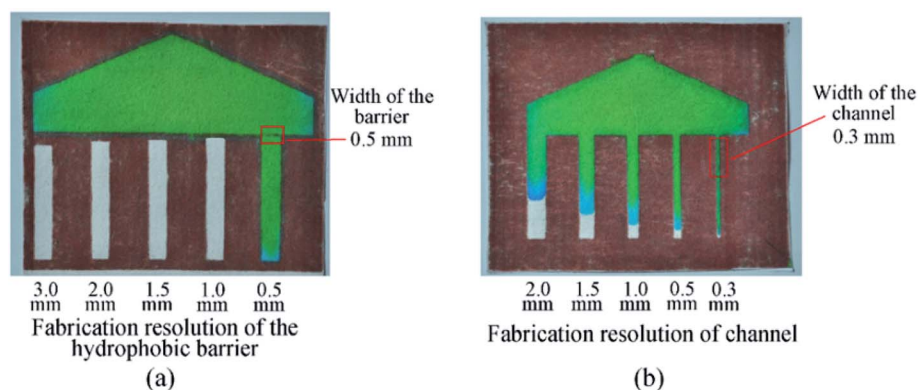 Width of the
barrier
0.5 mm
3.0 mm
2.0 mm
1.5 mm
1.0 mm
0.5 mm
Fabrication resolution of the
hydrophobic barrier
(a)
Width of the
channel
0.3 mm
2.0 mm
1.5 mm
1.0 mm
0.5 mm
0.3 mm
Fabrication resolution of channel
(b)